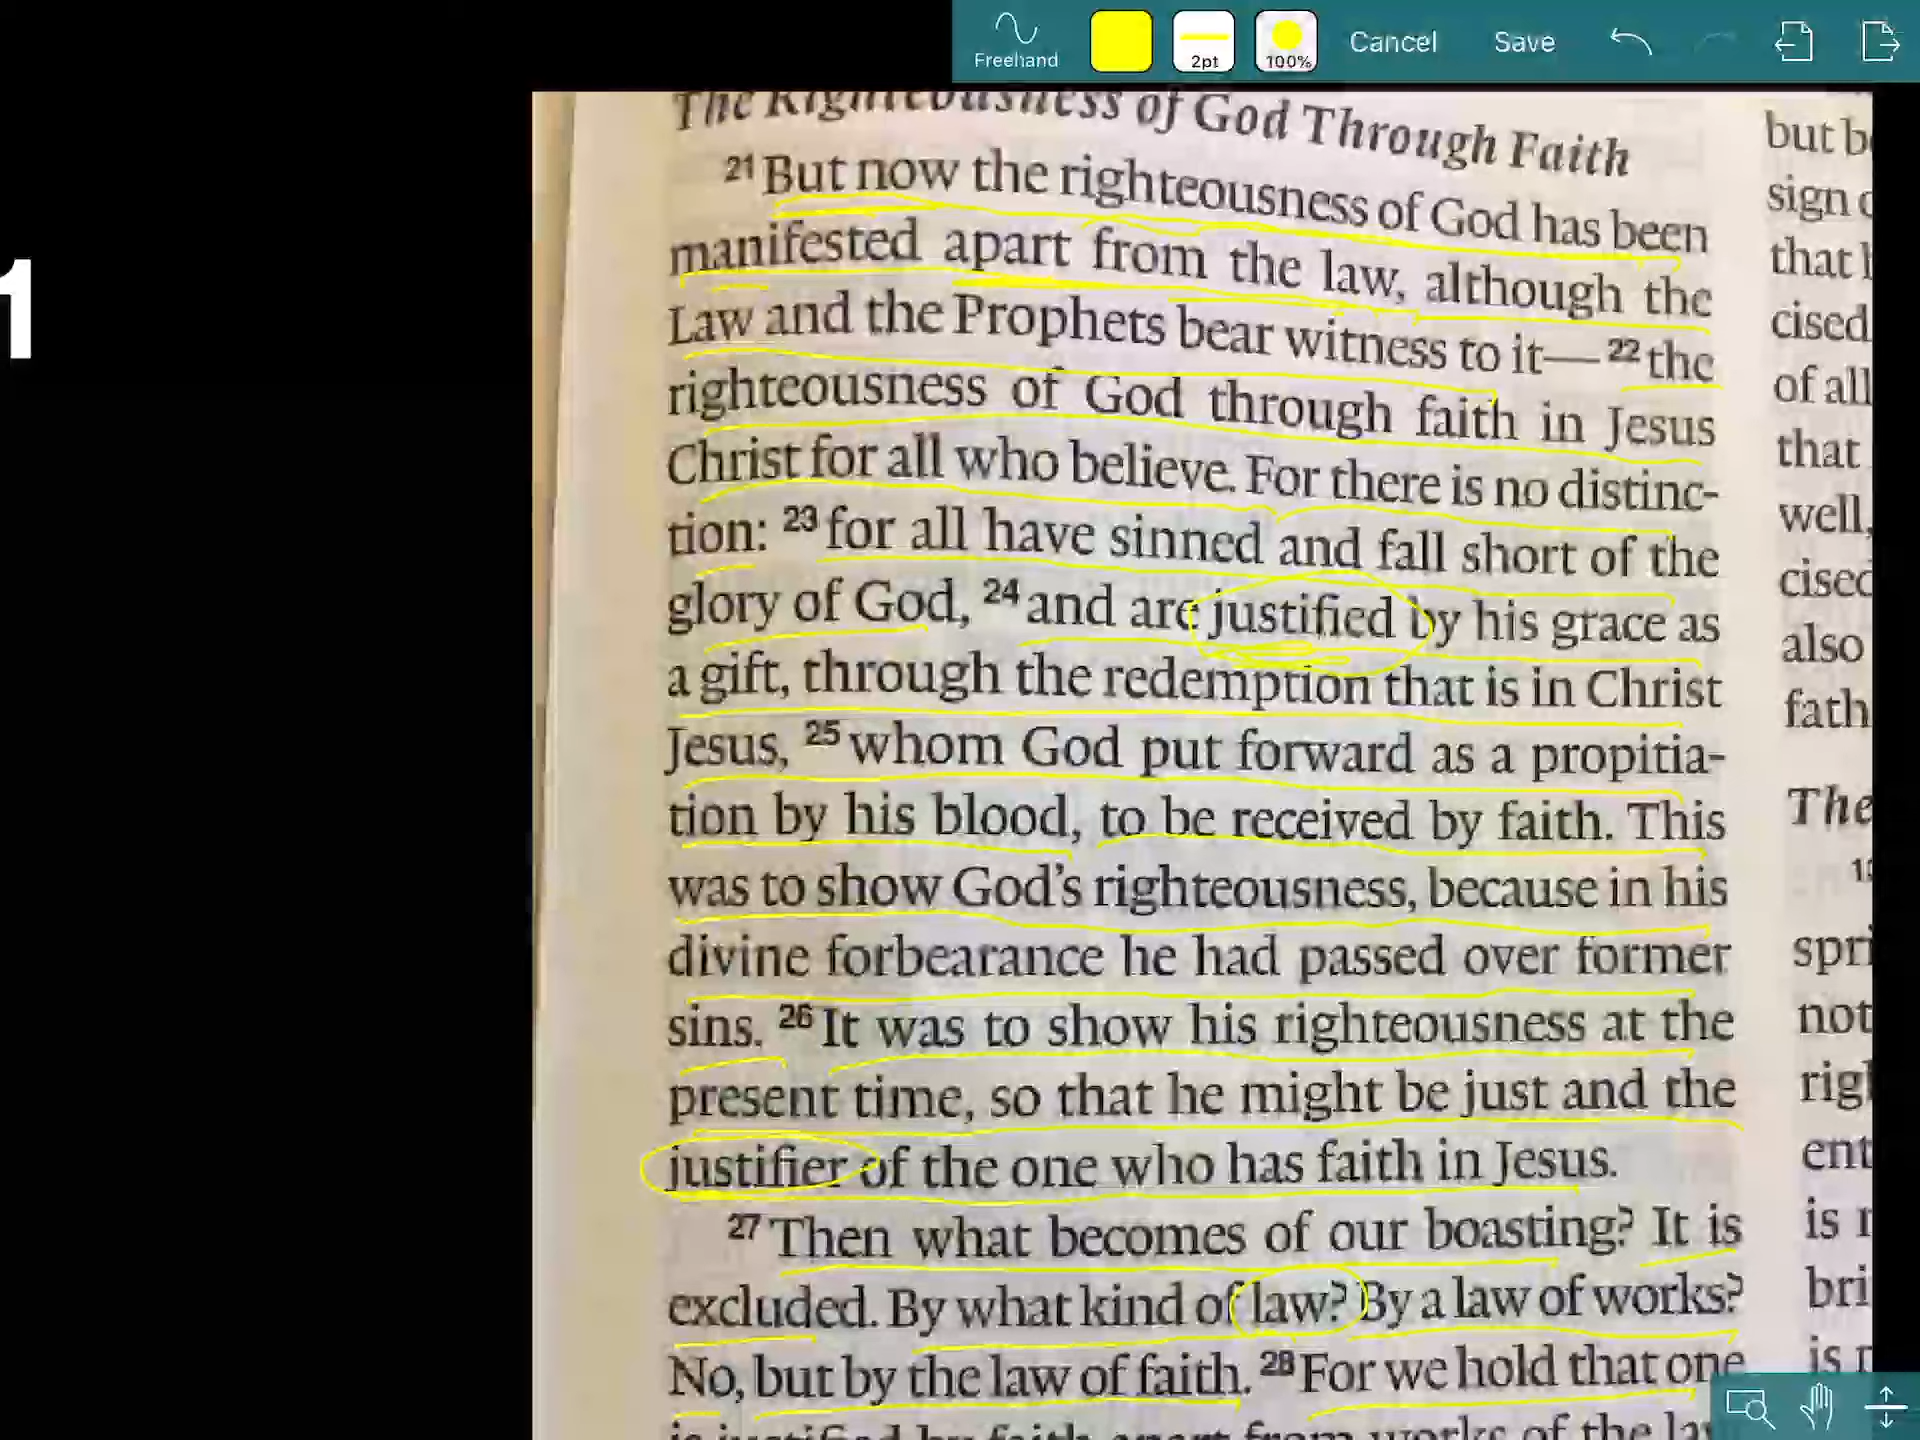 Freehand
2pt
100%
Cancel
Save
1
The Righteousness of God Through Faith
21 But now the righteousness of God has been
manifested apart from the law, although the
Law and the Prophets bear witness to it—22 the
righteousness of God through faith in Jesus
Christ for all who believe. For there is no distinc-
tion: 23 for all have sinned and fall short of the
glory of God, 24 and are justified by his grace as
a gift, through the redemption that is in Christ
Jesus, 25 whom God put forward as a propitia-
tion by his blood, to be received by faith. This
was to show God's righteousness, because in his
divine forbearance he had passed over former
sins. 26 It was to show his righteousness at the
present time, so that he might be just and the
justifier of the one who has faith in Jesus.
27 Then what becomes of our boasting? It is
excluded. By what kind of law? By a law of works?
No, but by the law of faith. 28 For we hold that one
is justified by faith apart from works of the la
but b
sign
that
cised
of all
that
well,
cised
also
fath
The
spri
not
rig
ent
is
bri
is